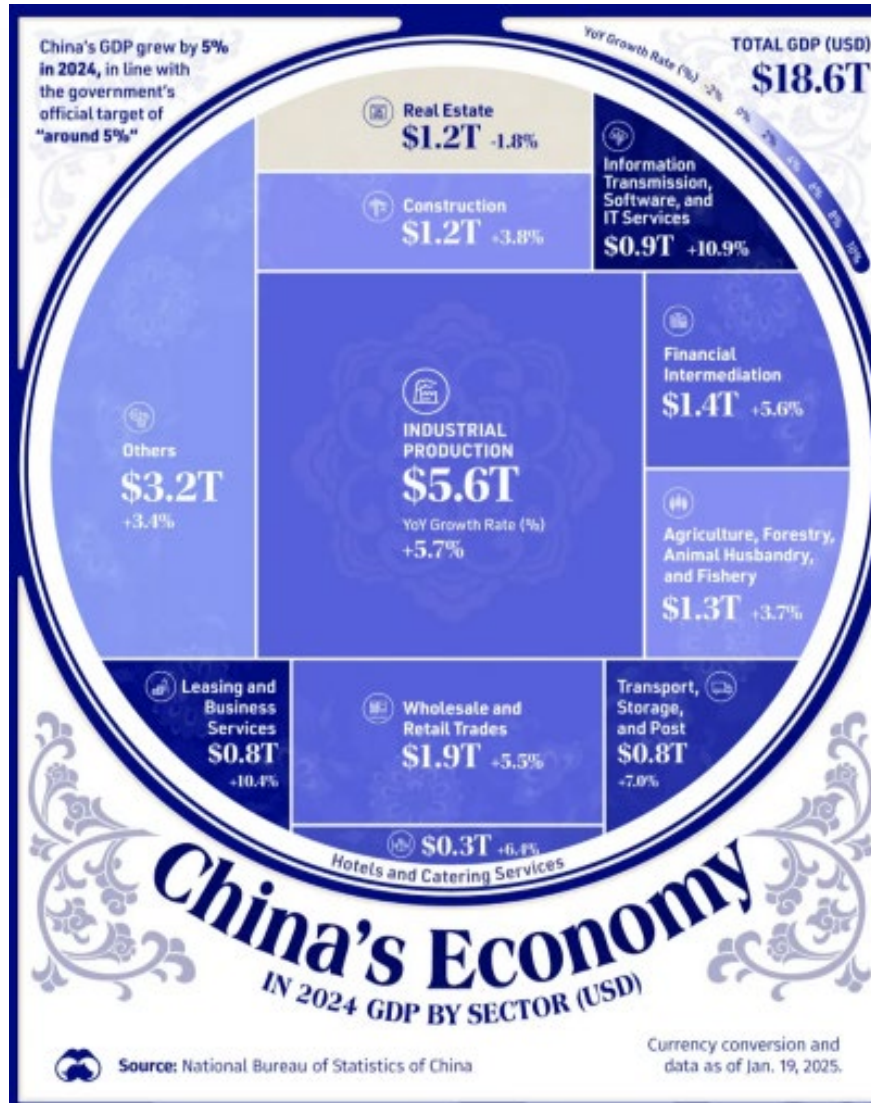 China's GDP grew by 5%
in 2024, in line with
the government's
official target of
"around 5%"
YoY Growth Rate (%)
-2%
0%
2%
4%
6%
8%
10%
TOTAL GDP (USD)
$18.6T
Real Estate
$1.2T -1.8%
Construction
$1.2T +3.8%
Information
Transmission,
Software, and
IT Services
$0.9T +10.9%
Others
$3.2T
+3.4%
INDUSTRIAL
PRODUCTION
$5.6T
YoY Growth Rate (%)
+5.7%
Financial
Intermediation
$1.4T +5.6%
Agriculture, Forestry,
Animal Husbandry,
and Fishery
$1.3T +3.7%
Leasing and
Business
Services
$0.8T
+10.4%
Wholesale and
Retail Trades
$1.9T +5.5%
Transport,
Storage,
and Post
$0.8T
+7.0%
$0.3T +6.4%
Hotels and Catering Services
China's Economy
IN 2024 GDP BY SECTOR (USD)
Source: National Bureau of Statistics of China
Currency conversion and
data as of Jan. 19, 2025.